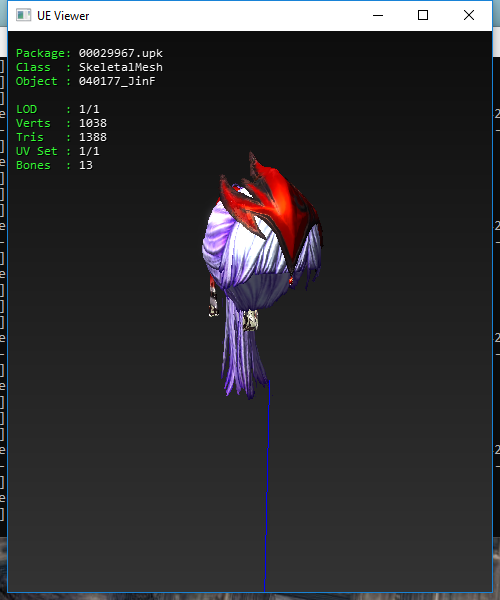 UE Viewer
Package: 00029967.upk
Class : SkeletalMesh
Object : 040177_JinF
LOD : 1/1
Verts : 1038
Tris : 1388
UV Set : 1/1
Bones : 13